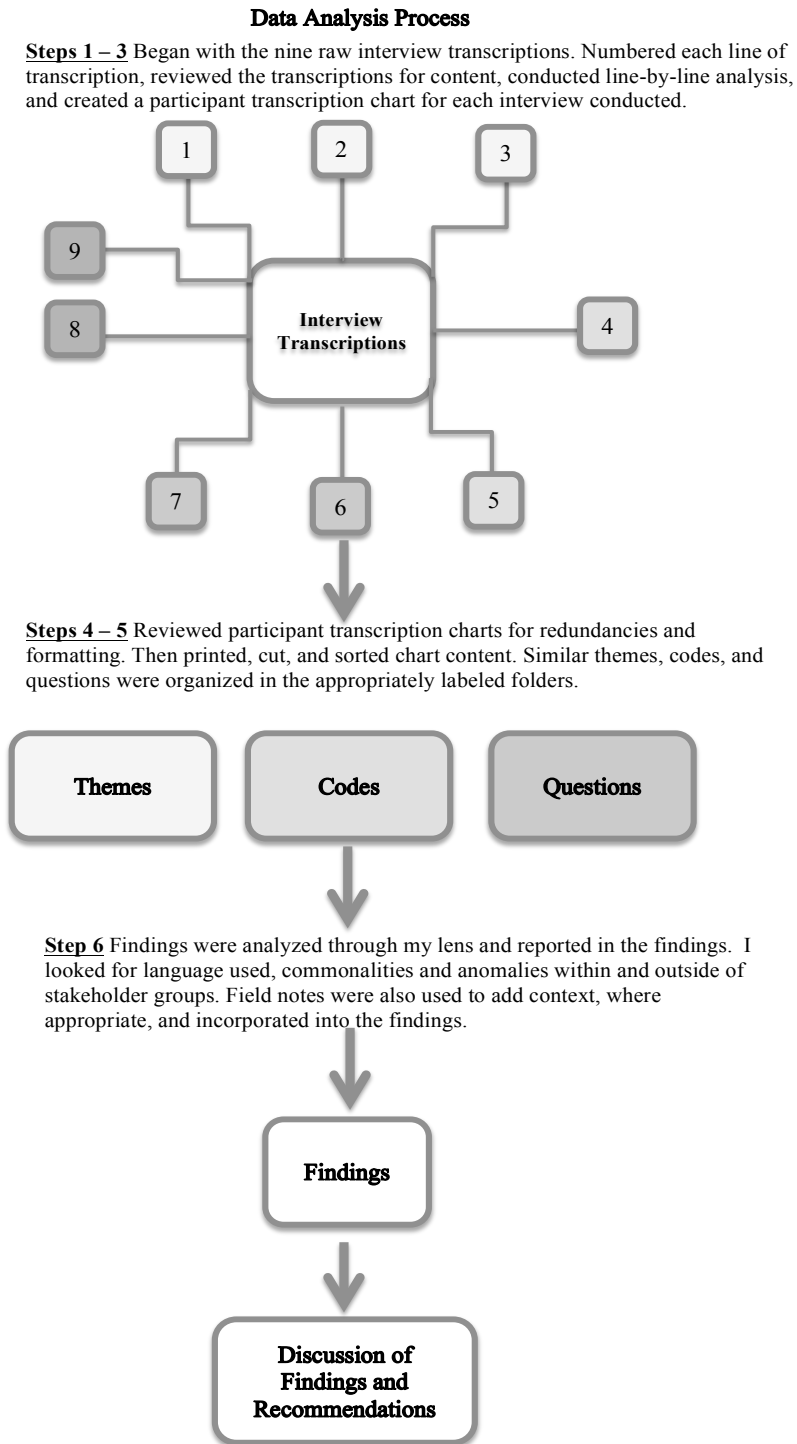 Data Analysis Process
Steps 1 – 3 Began with the nine raw interview transcriptions. Numbered each line of
transcription, reviewed the transcriptions for content, conducted line-by-line analysis,
and created a participant transcription chart for each interview conducted.
1
2
3
9
8
Interview
Transcriptions
4
7
6
5
Steps 4 – 5 Reviewed participant transcription charts for redundancies and
formatting. Then printed, cut, and sorted chart content. Similar themes, codes, and
questions were organized in the appropriately labeled folders.
Themes
Codes
Questions
Step 6 Findings were analyzed through my lens and reported in the findings.  I
looked for language used, commonalities and anomalies within and outside of
stakeholder groups. Field notes were also used to add context, where
appropriate, and incorporated into the findings.
Findings
Discussion of
Findings and
Recommendations